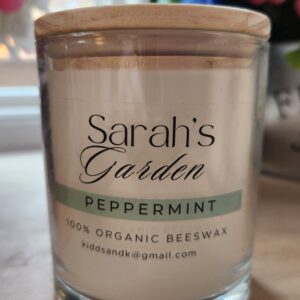 Sarah's
Garden
PEPPERMINT
100% ORGANIC BEESWAX
kiddsandk@gmail.com